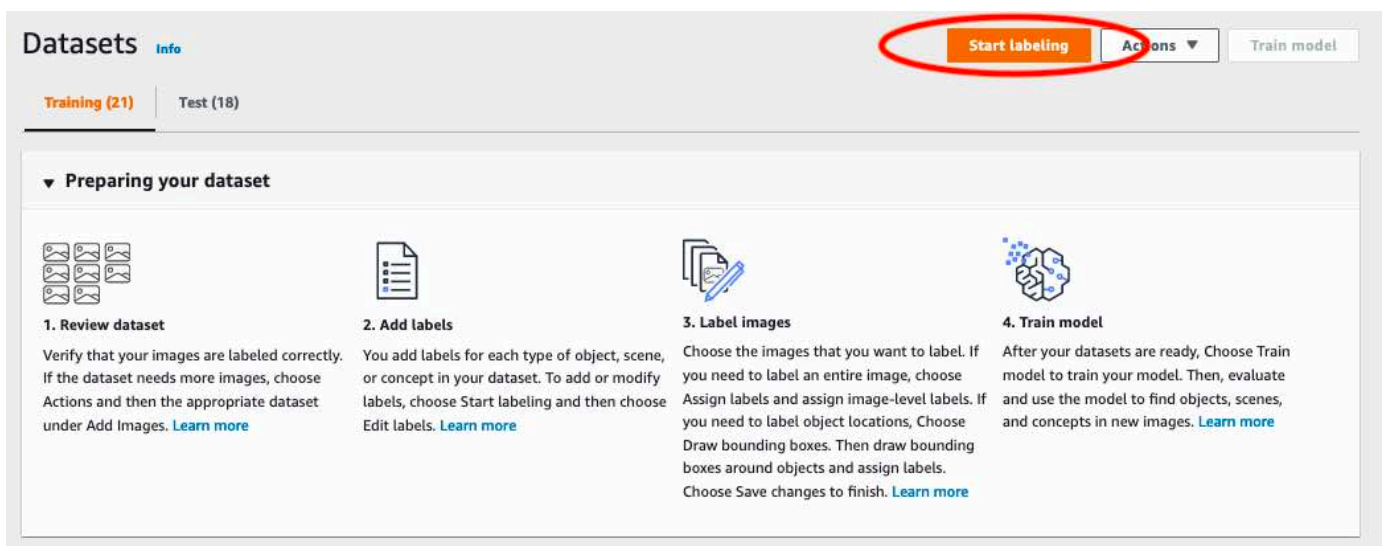 Datasets Info
Start labeling
Actions ▼
Train model
Training (21)
Test (18)
▼ Preparing your dataset
1. Review dataset
Verify that your images are labeled correctly.
If the dataset needs more images, choose
Actions and then the appropriate dataset
under Add Images. Learn more
2. Add labels
You add labels for each type of object, scene,
or concept in your dataset. To add or modify
labels, choose Start labeling and then choose
Edit labels. Learn more
3. Label images
Choose the images that you want to label. If
you need to label an entire image, choose
Assign labels and assign image-level labels. If
you need to label object locations, Choose
Draw bounding boxes. Then draw bounding
boxes around objects and assign labels.
Choose Save changes to finish. Learn more
4. Train model
After your datasets are ready, Choose Train
model to train your model. Then, evaluate
and use the model to find objects, scenes,
and concepts in new images. Learn more